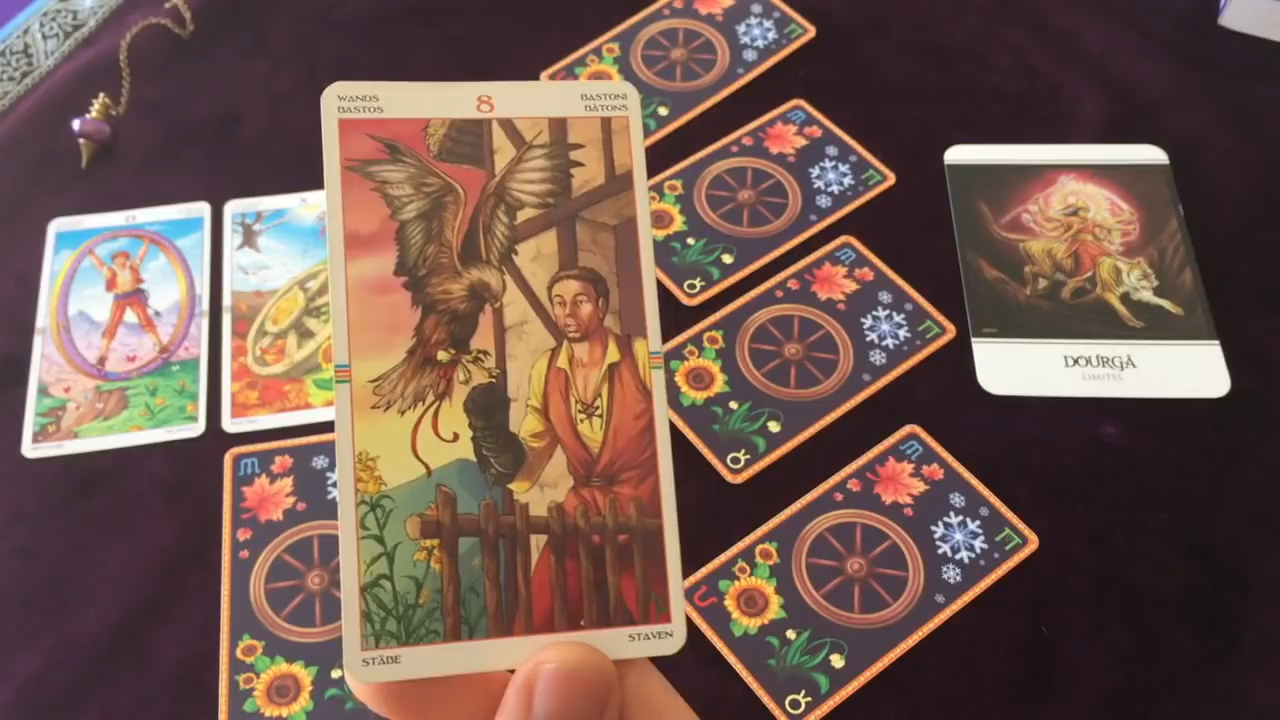 WANDS
BASTOS
8
BASTONI
BÂTONS
STÄBE
STAVEN
DOURGÂ
LIMITES